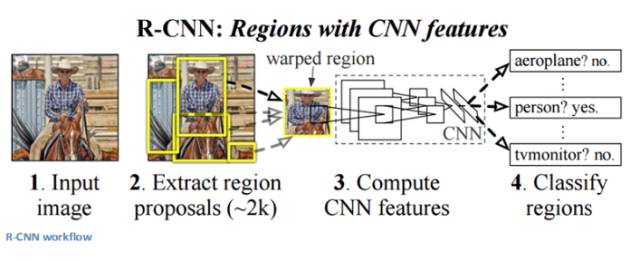 R-CNN: Regions with CNN features
warped region
aeroplane? no.
person? yes.
CNN
tvmonitor? no.
1. Input
image
2. Extract region
proposals (~2k)
3. Compute
CNN features
4. Classify
regions
R-CNN workflow